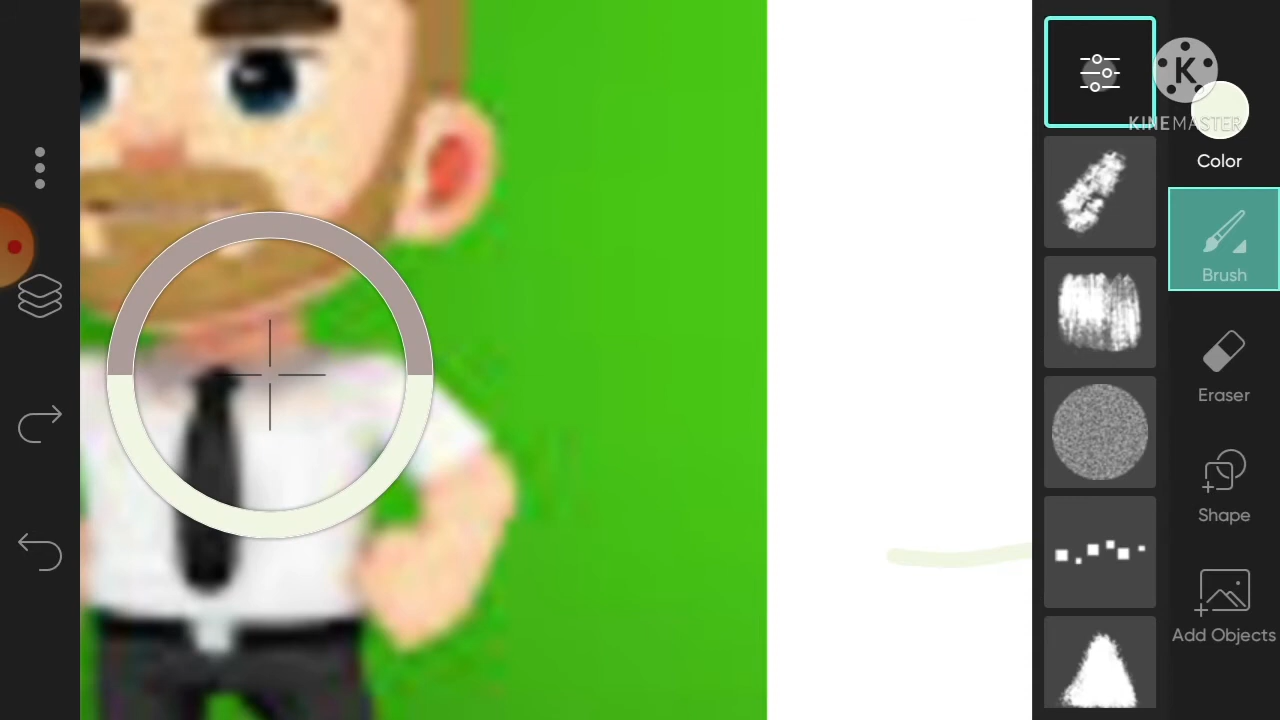 K
KINEMASTER
Color
Brush
Eraser
Shape
Add Objects